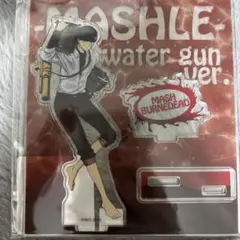 -MASHLE-
water gun
ver.
MASH
BURNEDEAD